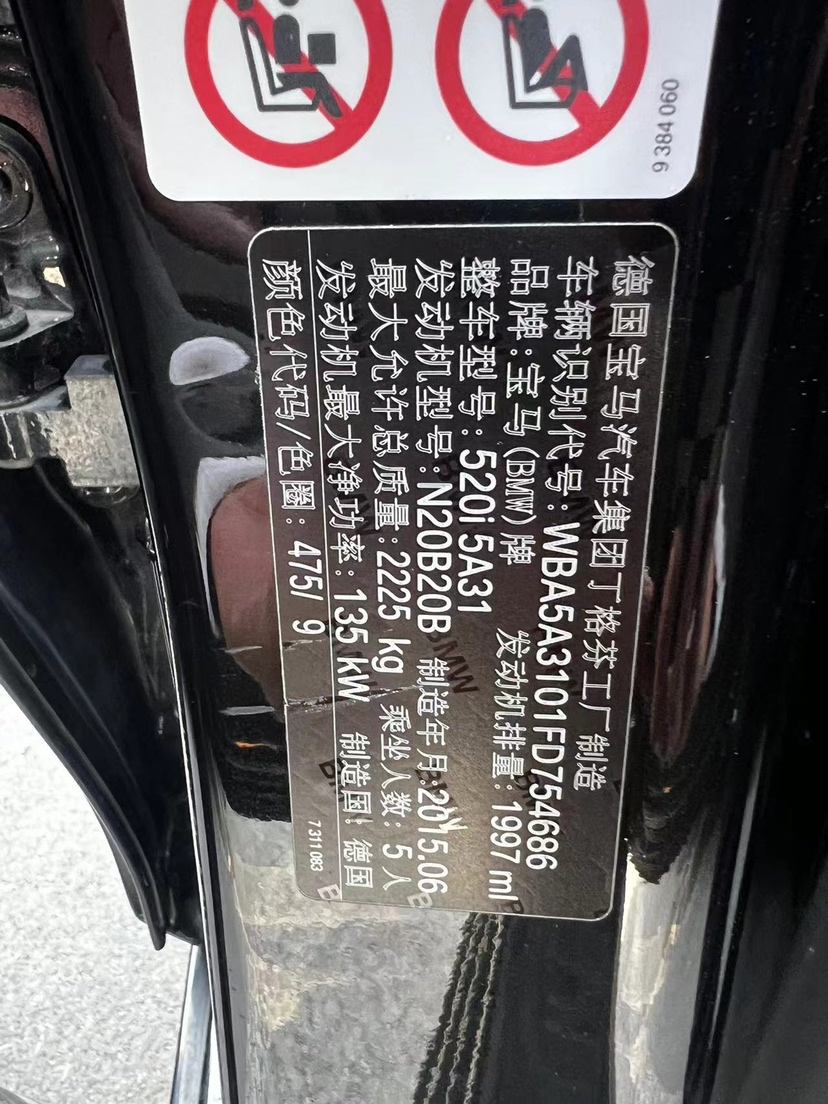 9 384 060
德国宝马汽车集团丁格芬工厂制造
车辆识别代号:WBA5A3101FD754686
品牌:宝马(BMW)牌 发动机排量:1997 ml
整车型号:520i 5A31
发动机型号:N20B20B 制造年月:2015.06
最大允许总质量:2225 kg 乘坐人数:5人
发动机最大净功率:135 kW 制造国:德国
颜色代码/色圈:475/ 9
7 311 083